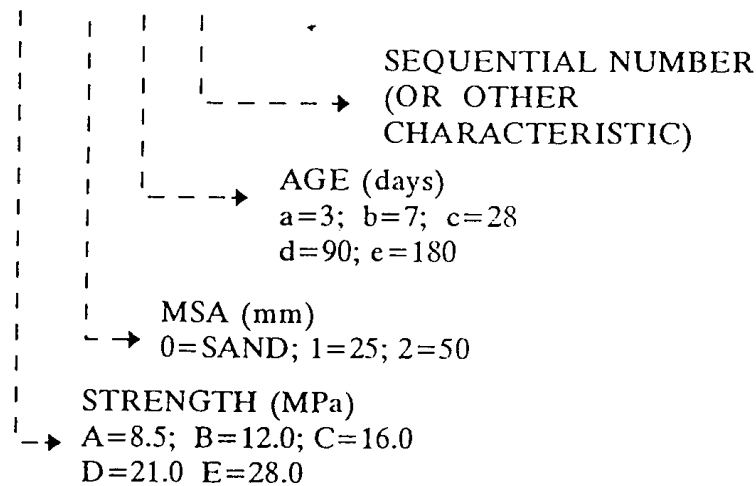 SEQUENTIAL NUMBER
(OR OTHER
CHARACTERISTIC)
AGE (days)
a=3; b=7; c=28
d=90; e=180
MSA (mm)
0=SAND; 1=25; 2=50
STRENGTH (MPa)
A=8.5; B=12.0; C=16.0
D=21.0 E=28.0